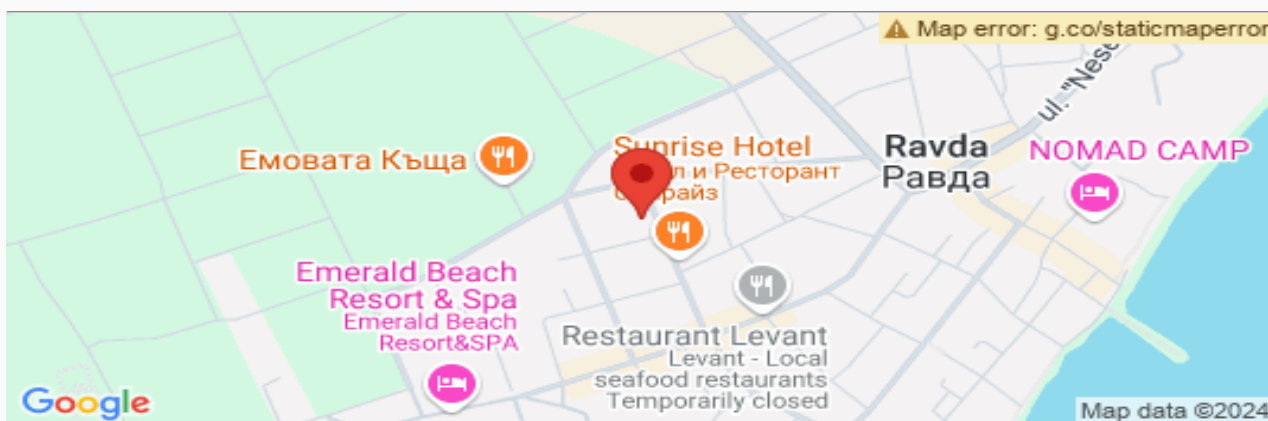 Map error: g.co/staticmaperror
ul. "Nese
Sunrise Hotel
и Ресторант
райз
Емовата Къща
Ravda
Равда
NOMAD CAMP
Emerald Beach
Resort & Spa
Emerald Beach
Resort&SPA
Restaurant Levant
Levant - Local
seafood restaurants
Temporarily closed
Google
Map data ©2024